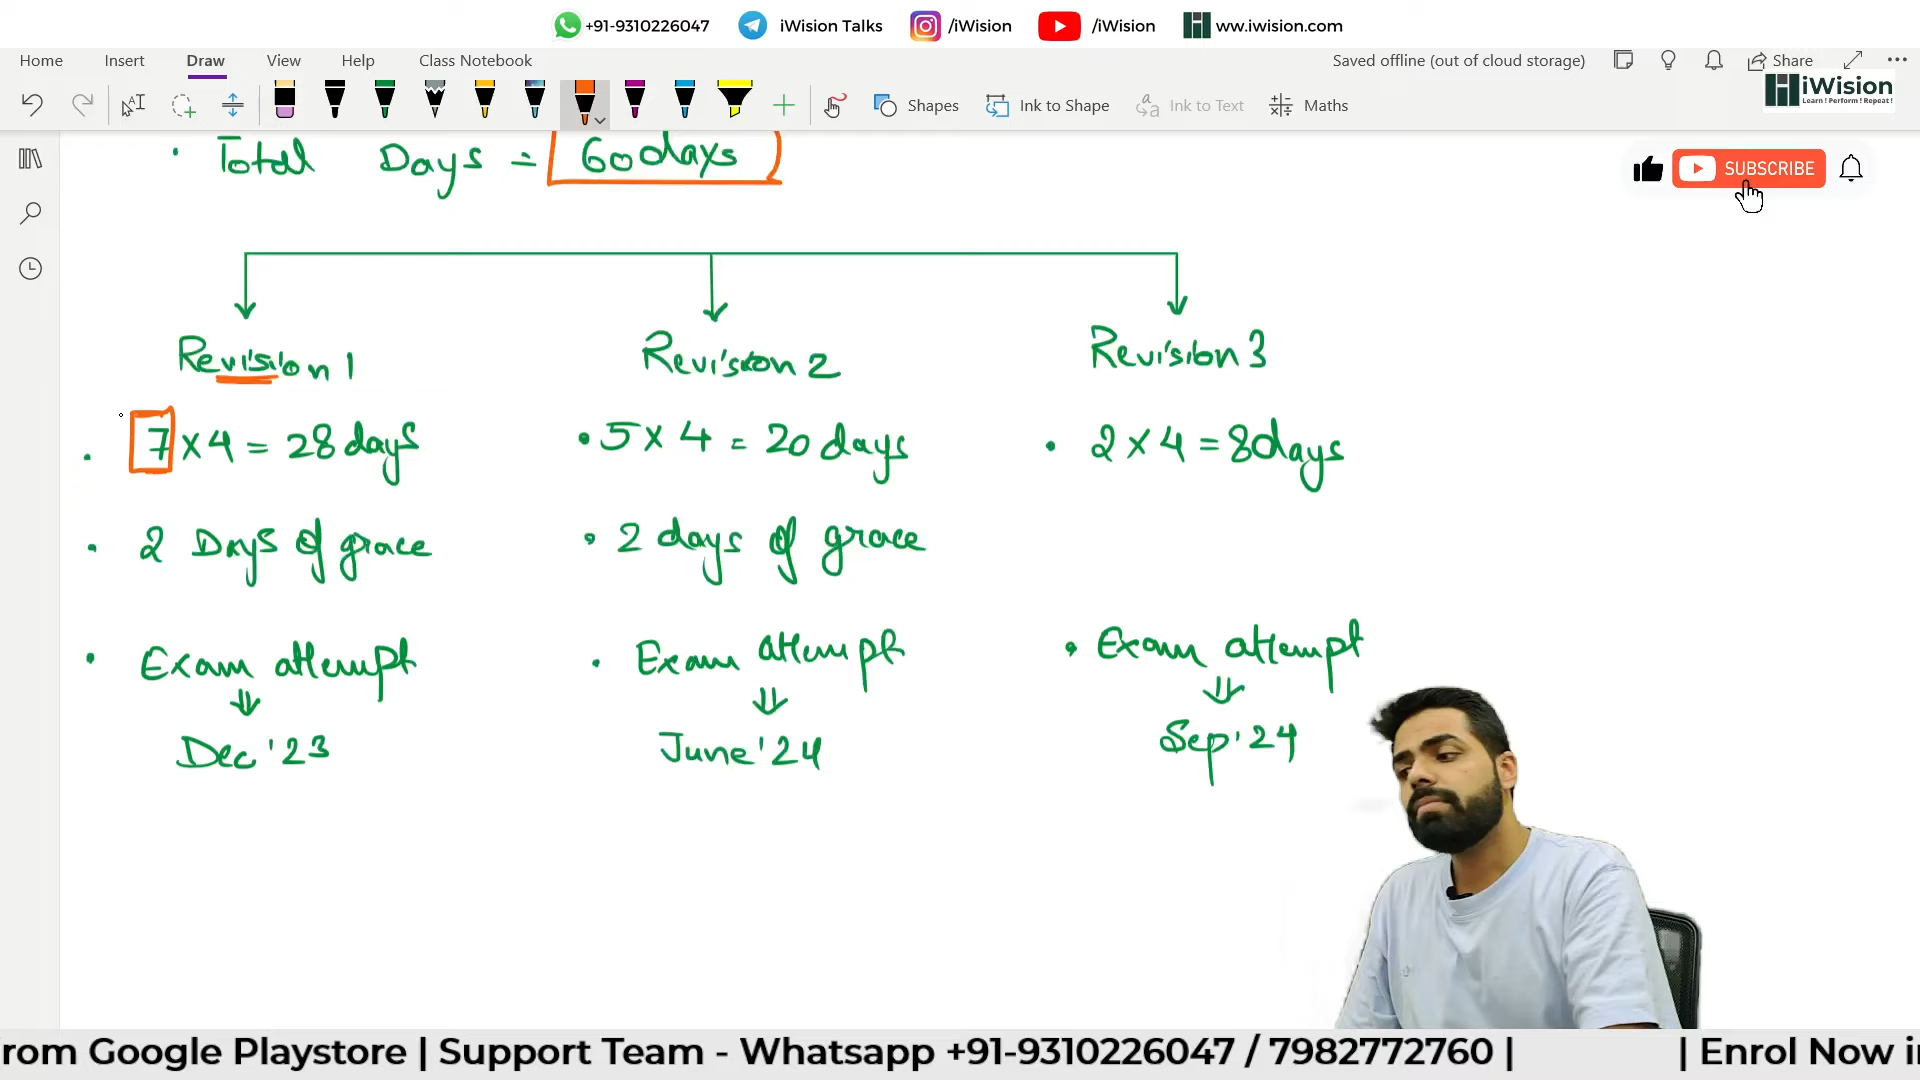 +91-9310226047 iWision Talks /iWision /iWision ww.iwision.com
Home Insert Draw View Help Class Notebook Saved offline (out of cloud storage) Share
Shapes Ink to Shape Ink to Text Maths
iWision
Learn ! Perform ! Repeat !
• Total Days = 60 days
SUBSCRIBE
Revision 1 Revision 2 Revision 3
• 7 × 4 = 28 days • 5 × 4 = 20 days • 2 × 4 = 8 days
• 2 Days of grace • 2 days of grace
• Exam attempt • Exam attempt • Exam attempt
⇓ ⇓ ⇓
Dec '23 June '24 Sep '24
rom Google Playstore | Support Team - Whatsapp +91-9310226047 / 7982772760 | | Enrol Now i